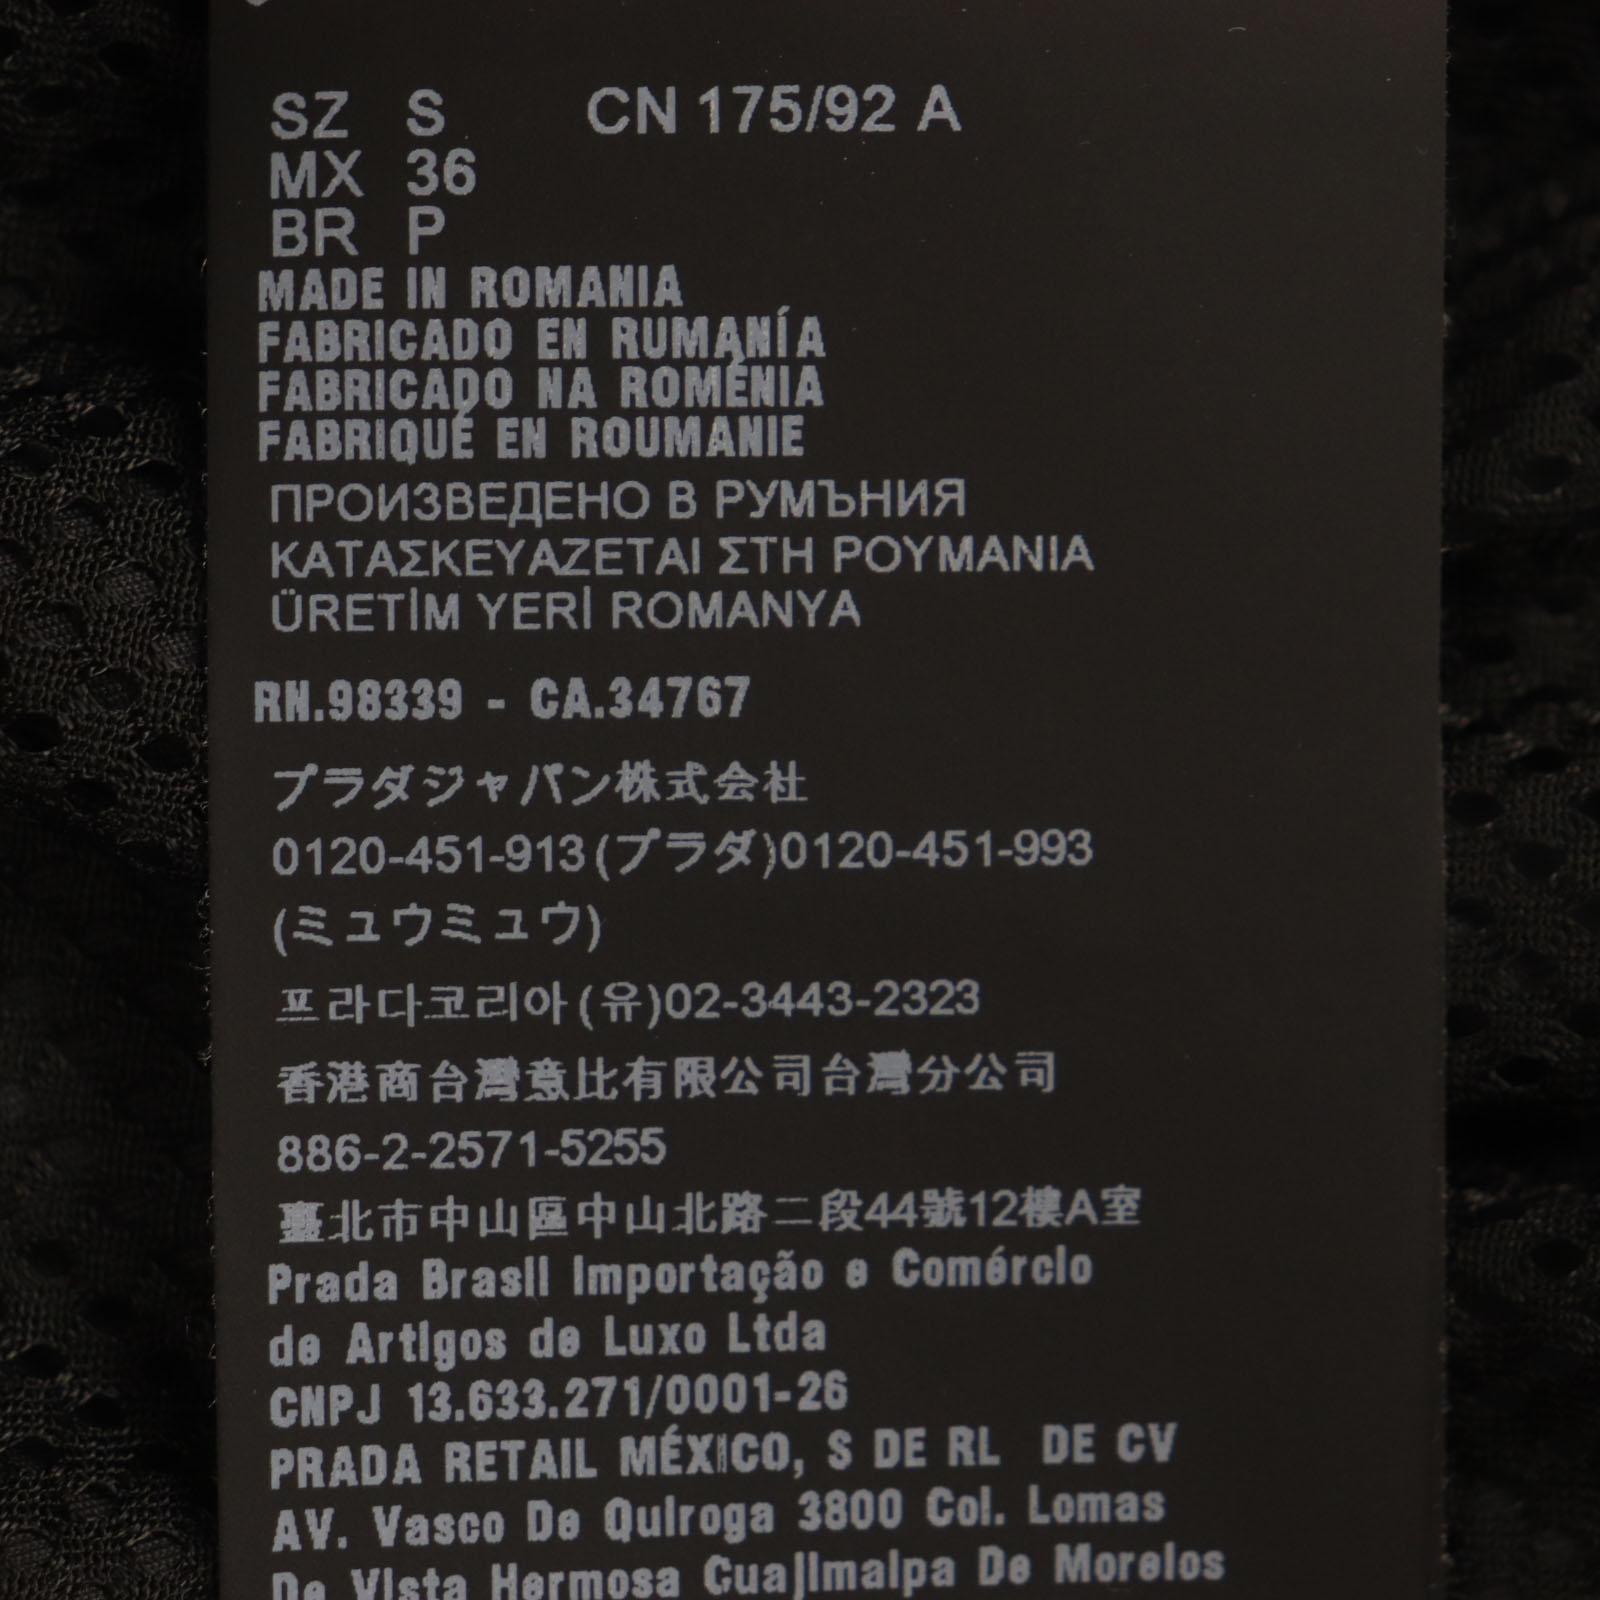 SZ S CN 175/92 A
MX 36
BR P
MADE IN ROMANIA
FABRICADO EN RUMANÍA
FABRICADO NA ROMÉNIA
FABRIQUÉ EN ROUMANIE
ПРОИЗВЕДЕНО В РУМЪНИЯ
ΚΑΤΑΣΚΕΥΑΖΕΤΑΙ ΣΤΗ ΡΟΥΜΑΝΙΑ
ÜRETİM YERİ ROMANYA
RN.98339 - CA.34767
プラダジャパン株式会社
0120-451-913(プラダ)0120-451-993
(ミュウミュウ)
프라다코리아(유)02-3443-2323
香港商台灣意比有限公司台灣分公司
886-2-2571-5255
臺北市中山區中山北路二段44號12樓A室
Prada Brasil Importação e Comércio
de Artigos de Luxo Ltda
CNPJ 13.633.271/0001-26
PRADA RETAIL MÉXICO, S DE RL DE CV
AV. Vasco De Quiroga 3800 Col. Lomas
De Vista Hermosa Cuajimalpa De Morelos